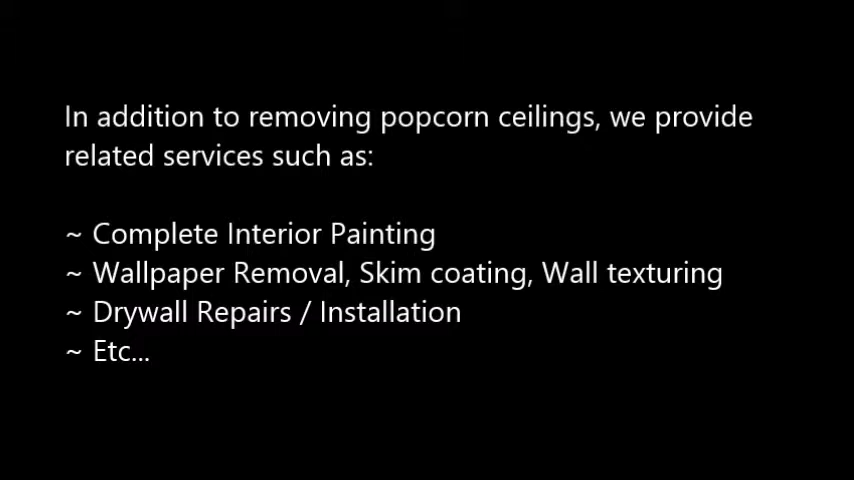 In addition to removing popcorn ceilings, we provide
related services such as:
~ Complete Interior Painting
~ Wallpaper Removal, Skim coating, Wall texturing
~ Drywall Repairs / Installation
~ Etc...